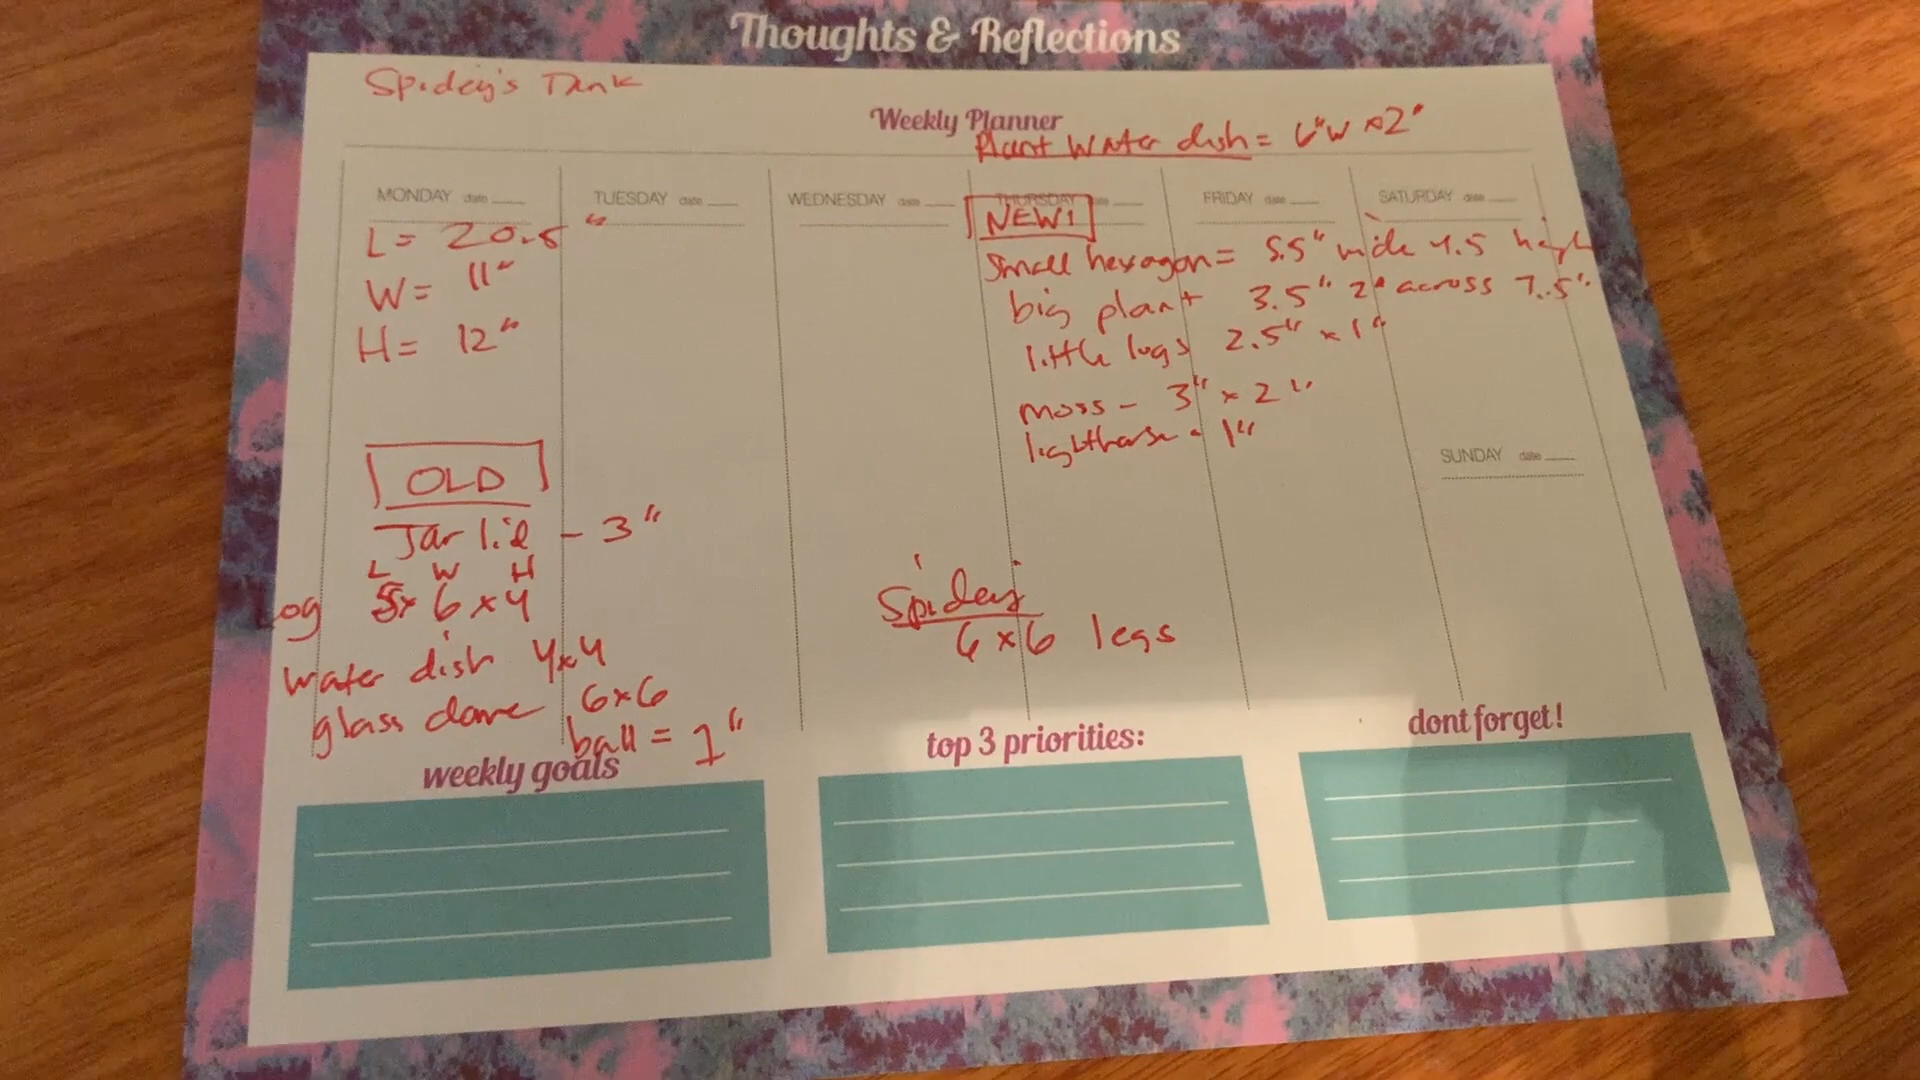 Thoughts & Reflections
Spidey's Tank
Weekly Planner
Plant water dish = 6"W x 2"
MONDAY date
TUESDAY date
WEDNESDAY date
THURSDAY
FRIDAY date
SATURDAY date
L = 20.5"
W = 11"
H = 12"
NEW!
Small hexagon = 5.5" wide 4.5 high
big plant 3.5" 2" across 7.5"
little logs 2.5" x 1"
moss - 3" x 2"
lighthouse - 1"
SUNDAY date
OLD
Jar lid - 3"
L W H
Log 5 x 6 x 4
water dish 4x4
glass dome 6x6
ball = 1"
Spidey
6 x 6 legs
weekly goals
top 3 priorities:
dont forget!